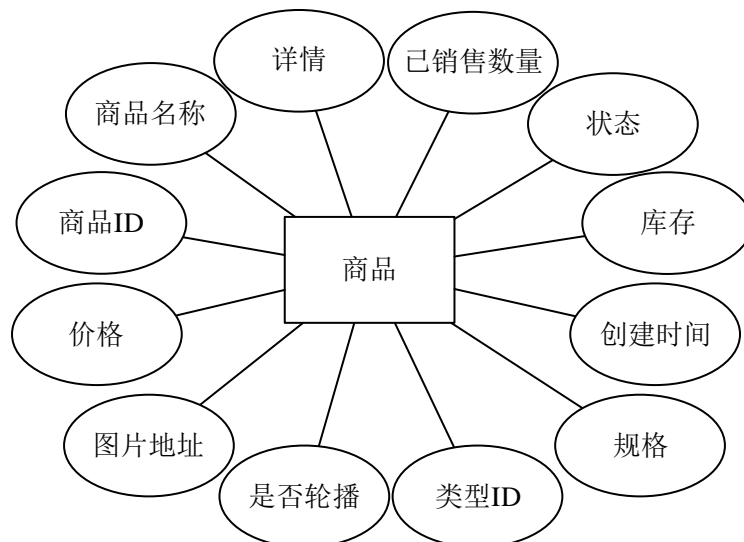 详情
已销售数量
商品名称
状态
商品ID
库存
商品
价格
创建时间
图片地址
规格
是否轮播
类型ID